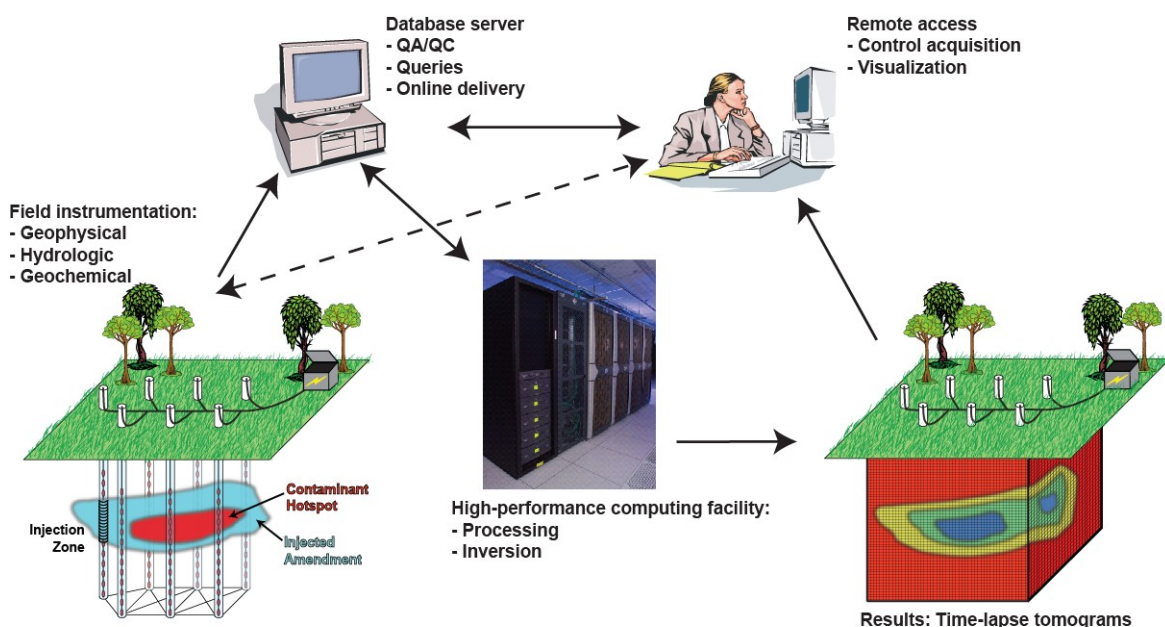 Database server
- QA/QC
- Queries
- Online delivery
Remote access
- Control acquisition
- Visualization
Field instrumentation:
- Geophysical
- Hydrologic
- Geochemical
Contaminant
Hotspot
Injection
Zone
Injected
Amendment
High-performance computing facility:
- Processing
- Inversion
Results: Time-lapse tomograms